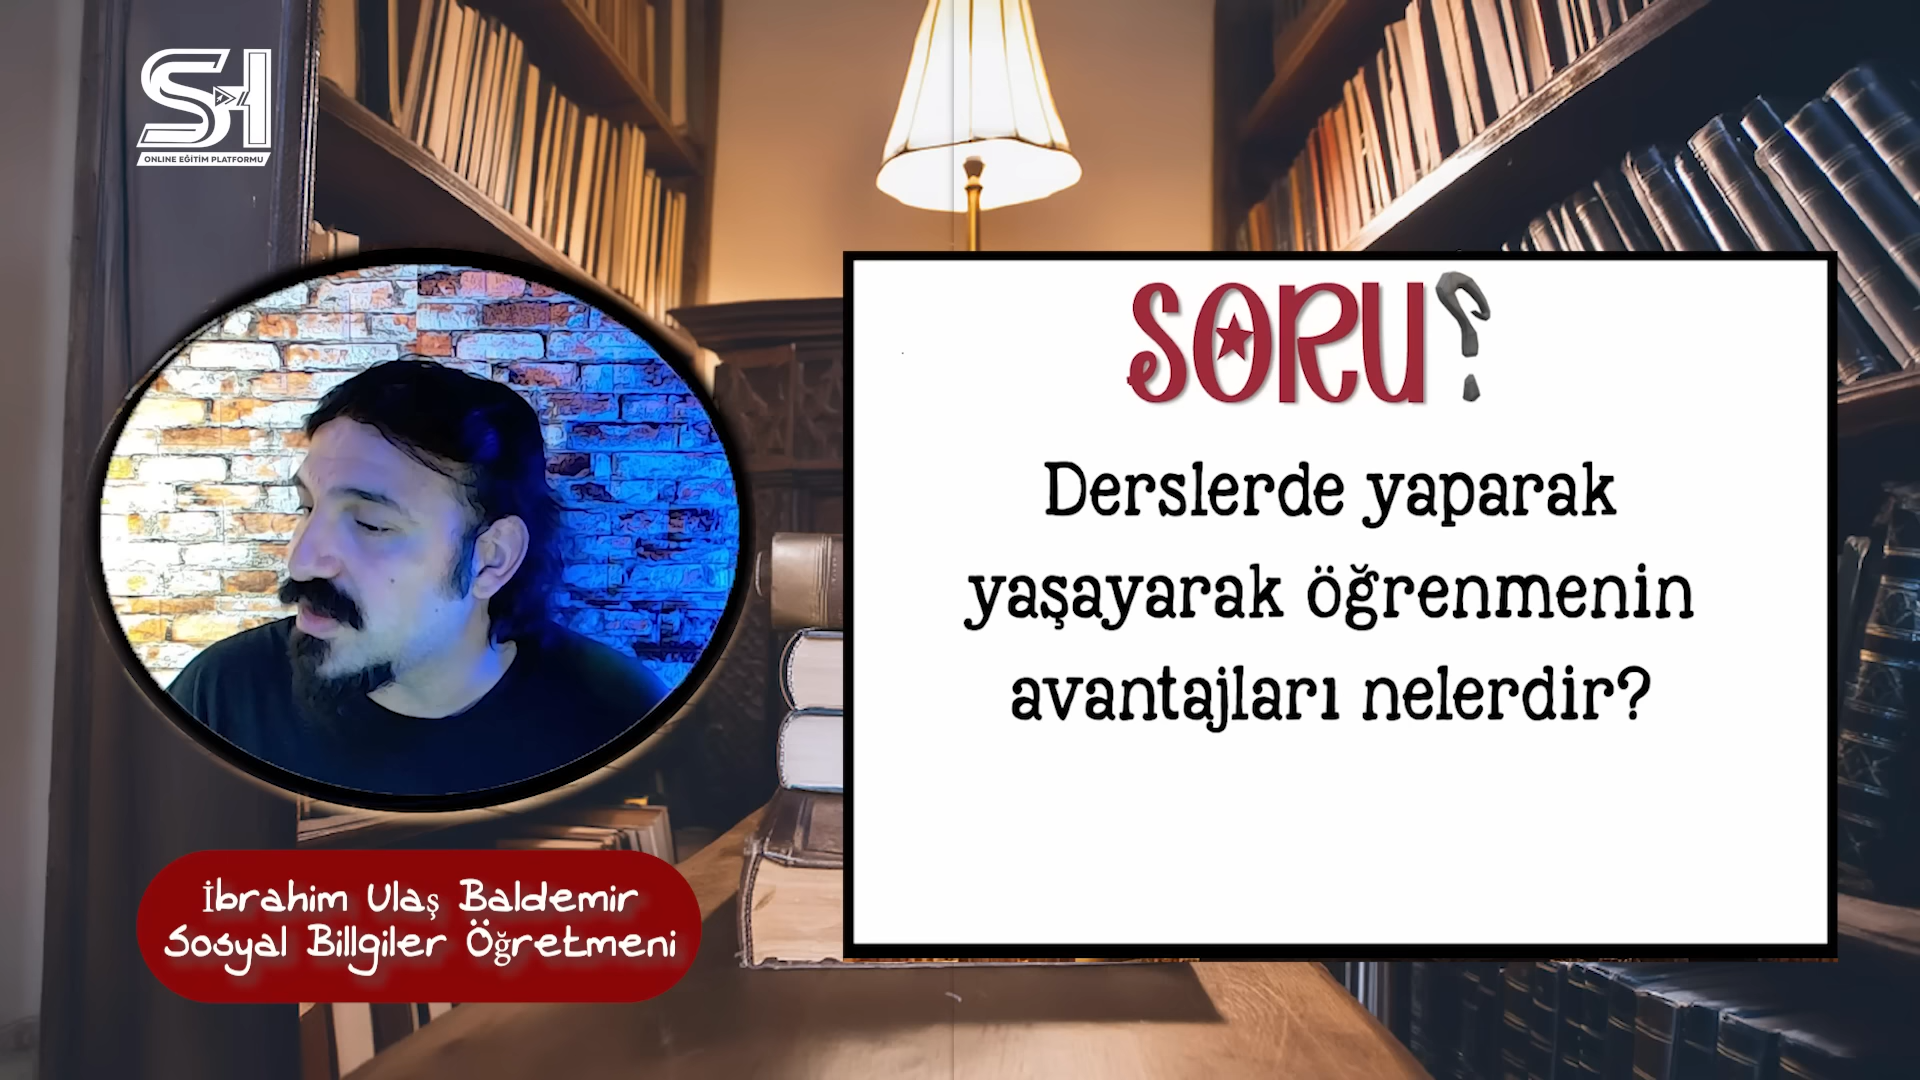 SH
ONLINE EĞİTİM PLATFORMU
SORU?
Derslerde yaparak
yaşayarak öğrenmenin
avantajları nelerdir?
İbrahim Ulaş Baldemir
Sosyal Billgiler Öğretmeni